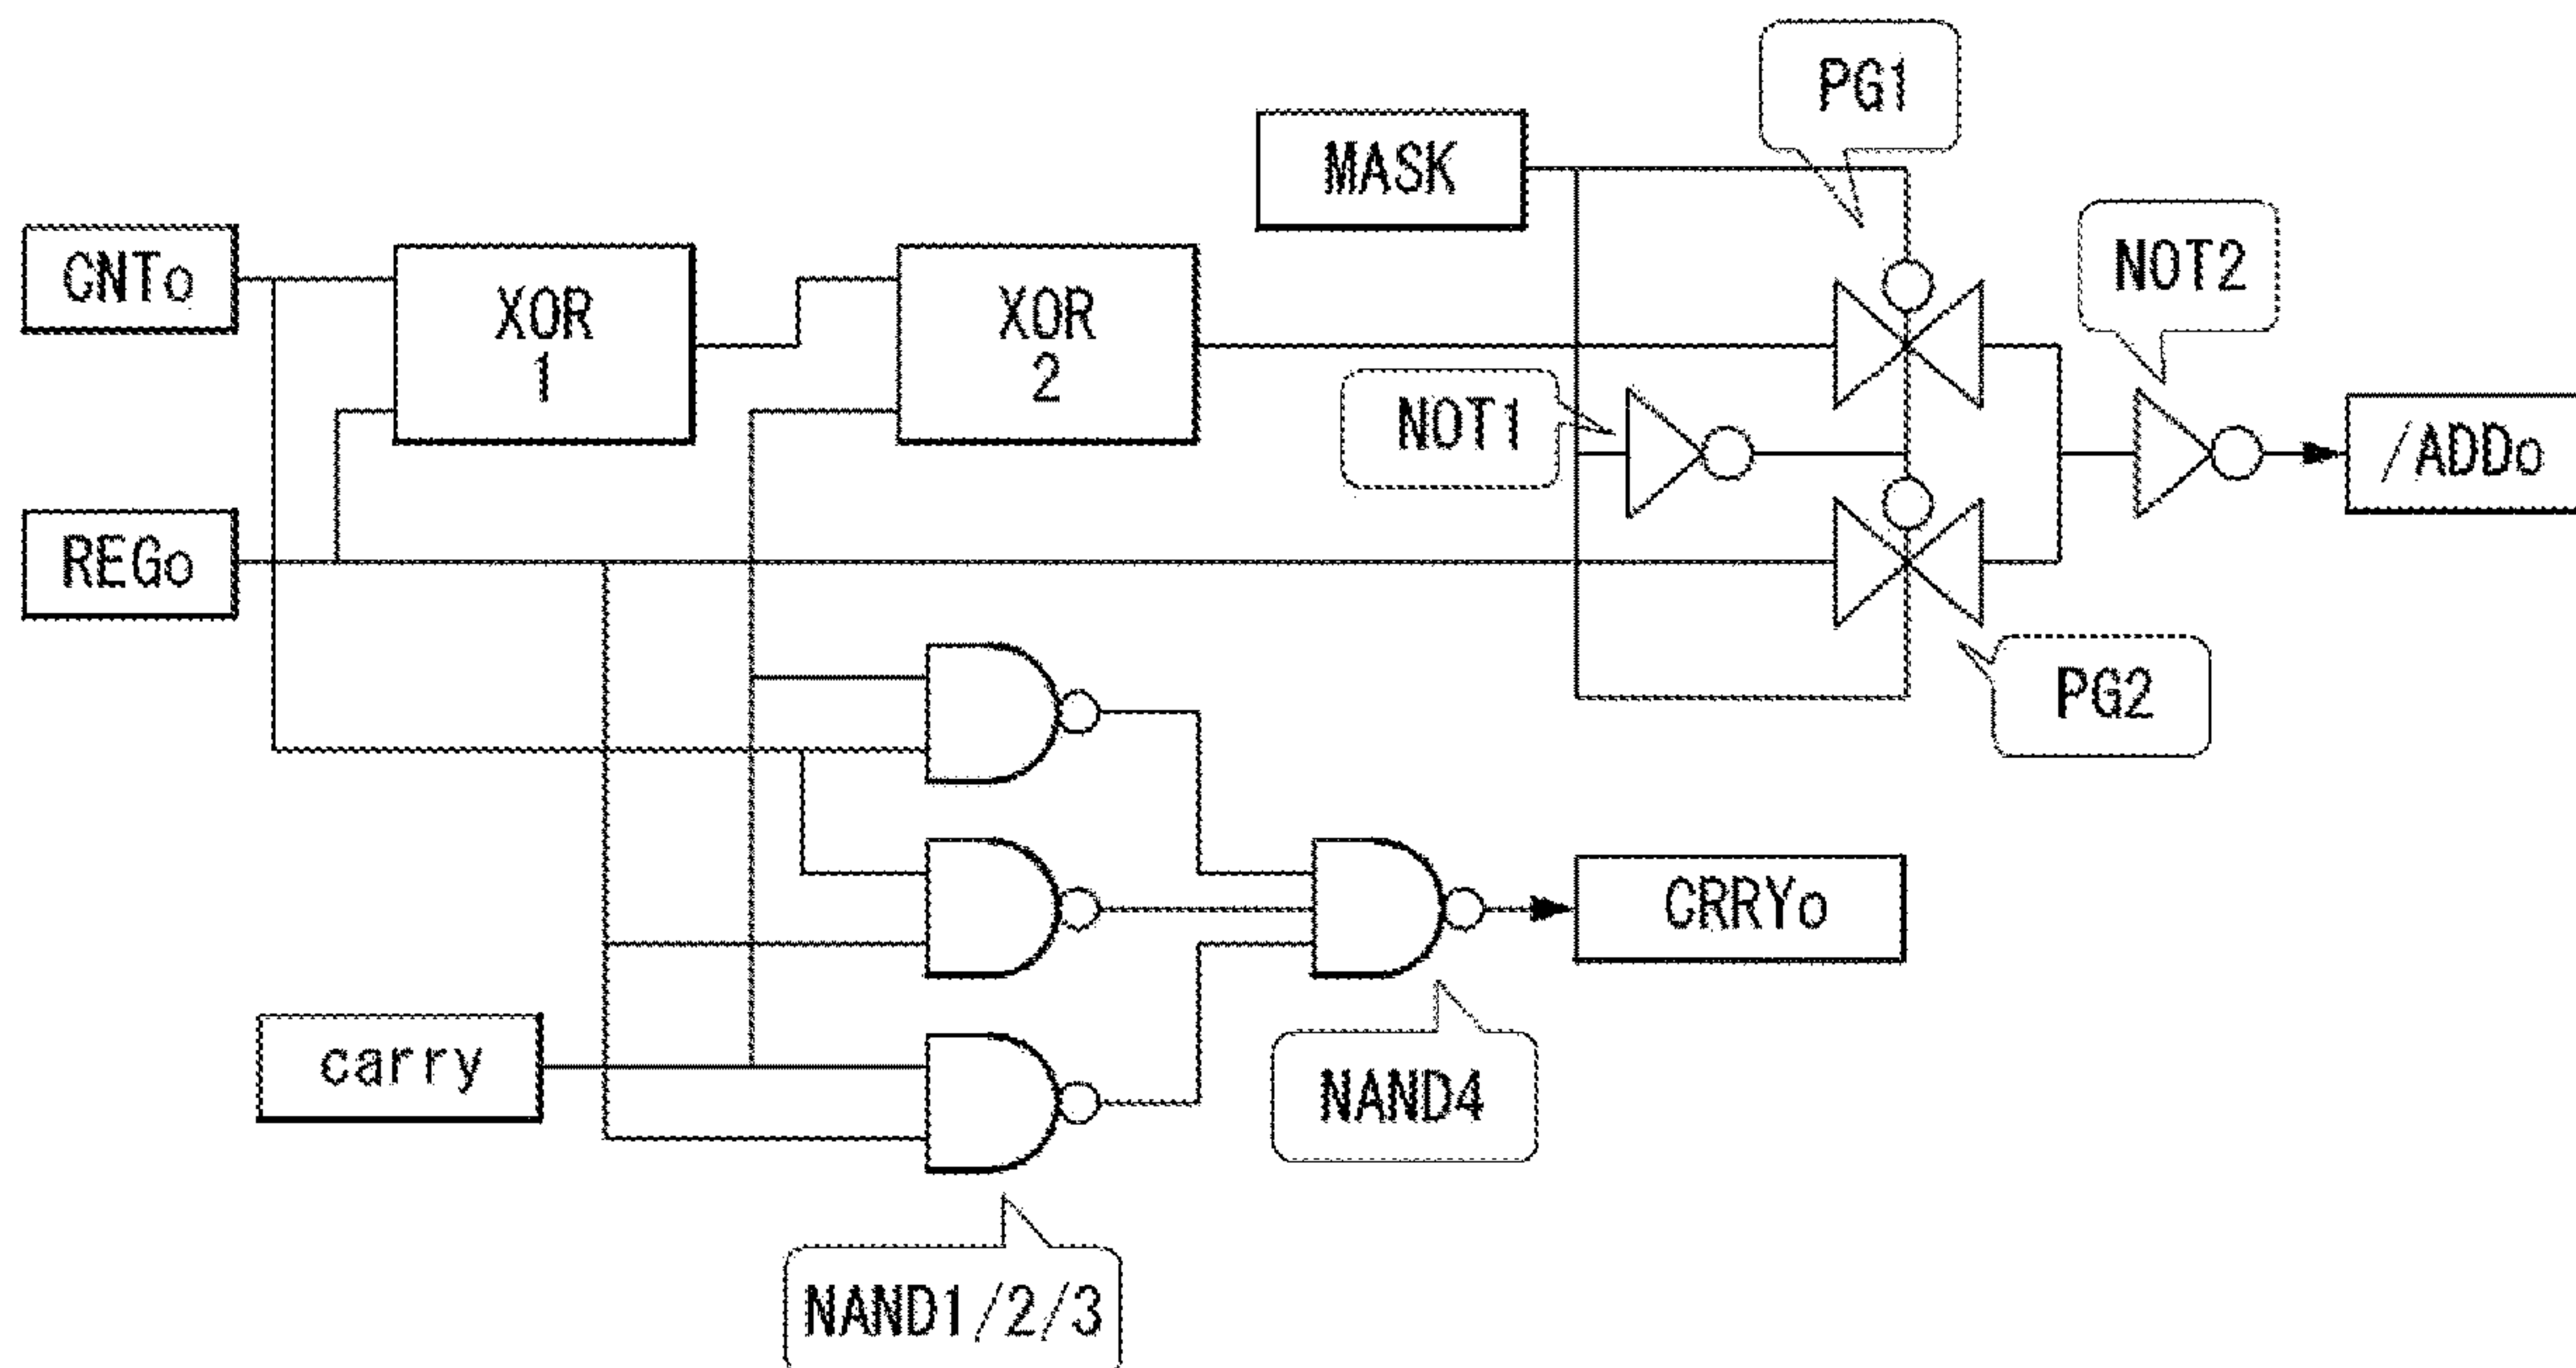 PG1
MASK
CNTo
XOR
1
XOR
2
NOT2
NOT1
/ADDo
REGo
PG2
CRRYo
carry
NAND4
NAND1/2/3